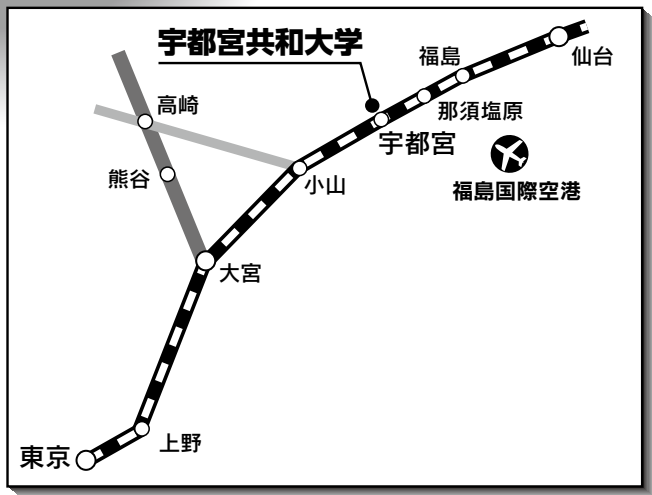 宇都宮共和大学
福島
仙台
高崎
那須塩原
宇都宮
熊谷
小山
福島国際空港
大宮
上野
東京